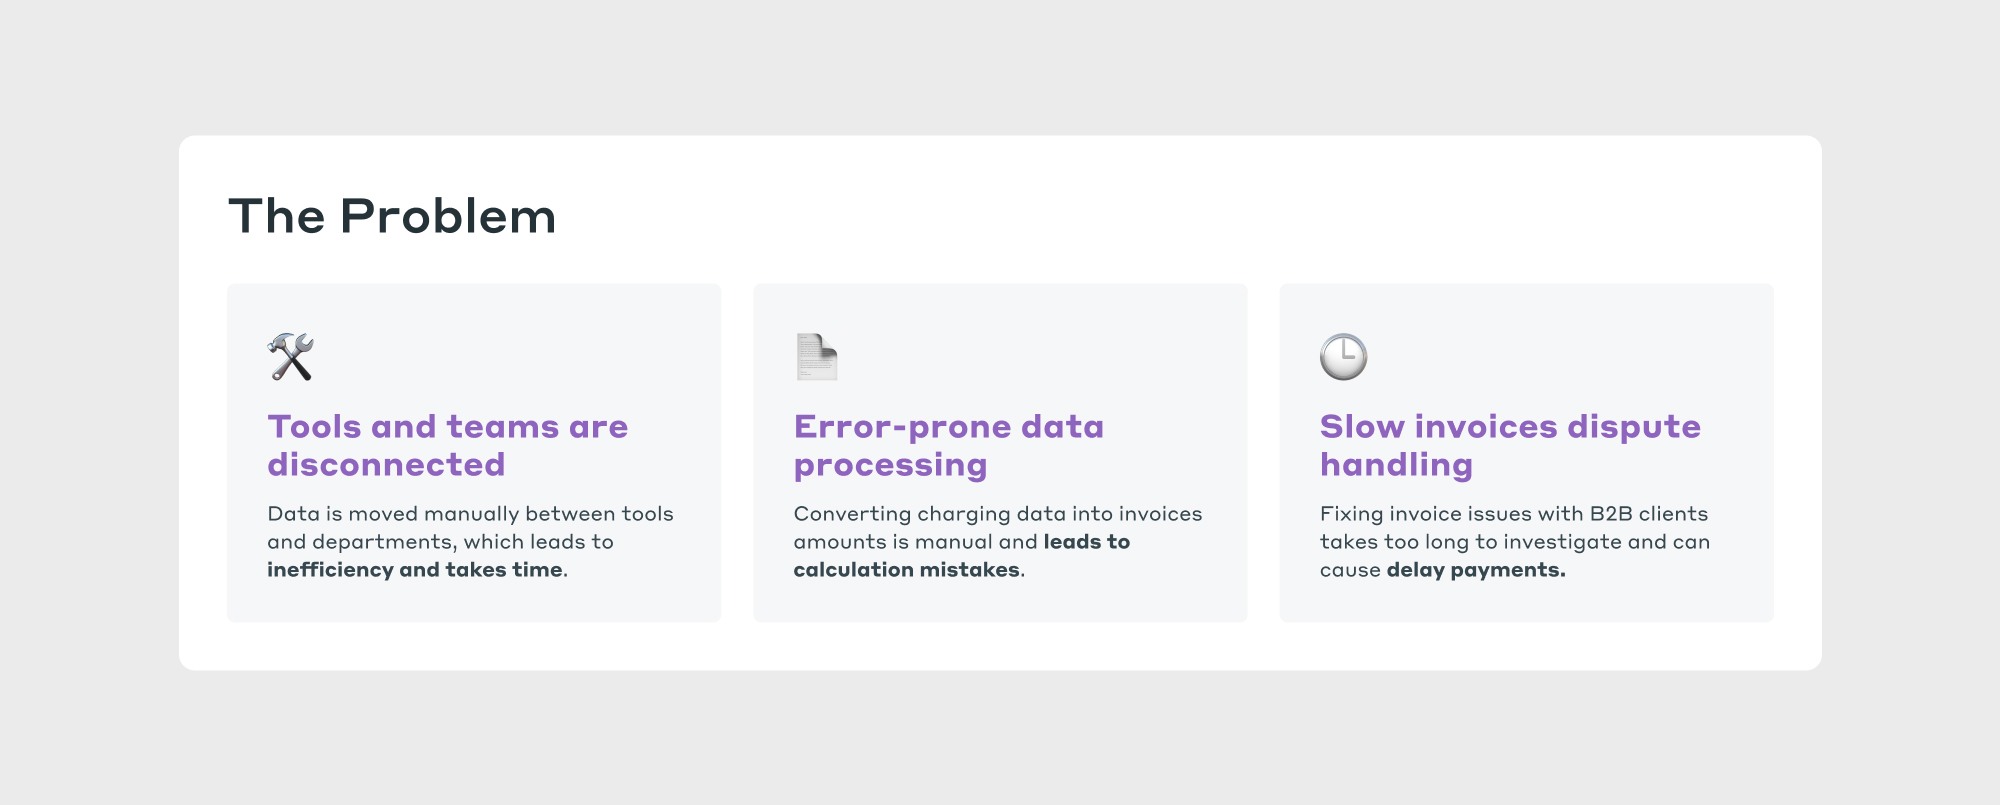 The Problem
Tools and teams are
disconnected
Data is moved manually between tools
and departments, which leads to
inefficiency and takes time.
Error-prone data
processing
Converting charging data into invoices
amounts is manual and leads to
calculation mistakes.
Slow invoices dispute
handling
Fixing invoice issues with B2B clients
takes too long to investigate and can
cause delay payments.